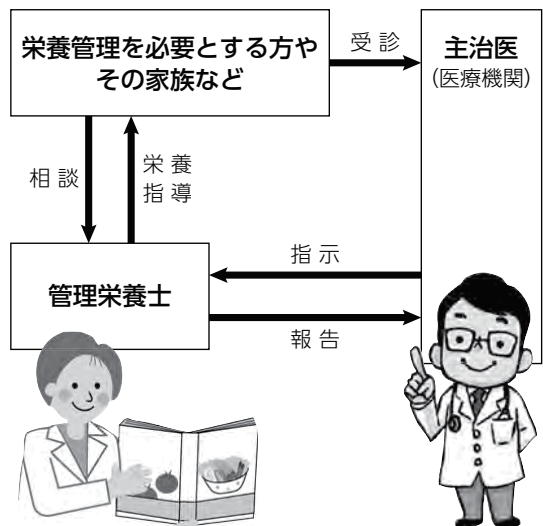 栄養管理を必要とする方や
その家族など
受診
主治医
(医療機関)
相談
栄養
指導
指示
管理栄養士
報告